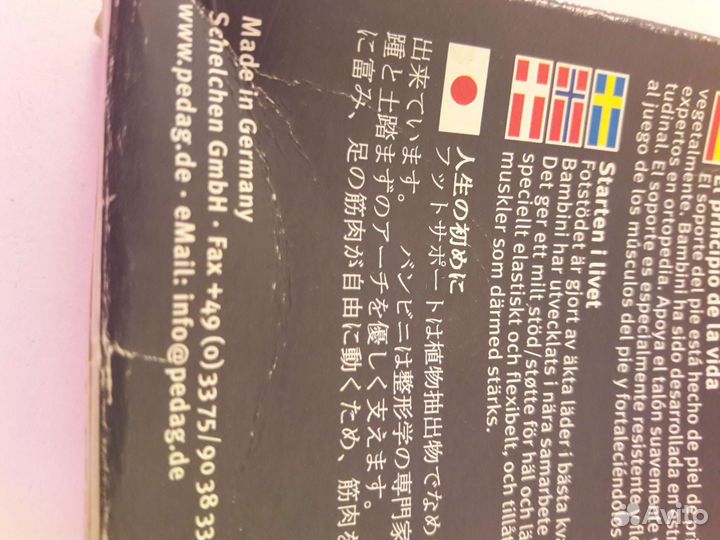 principio de la vida
El soporte del pie está hecho de piel de pri
vegetalmente. Bambini ha sido desarrollada en
expertos en ortopedia. Apoya el talón suavemen
tudinal. El soporte es especialmente resistente
al juego de los músculos del pie y fortaleciéndolos
Starten i livet
Fotstödet är gjort av äkta läder i bästa kva
Bambini har utvecklats i nära samarbete
Det ger ett milt stöd/støtte för häl och lä
speciellt elastiskt och flexibelt, och tillåt
muskler som därmed stärks.
人生の初めに
フットサポートは植物抽出物でなめ
出来ています。 バンビニは整形学の専門家
踵と土踏まずのアーチを優しく支えます。
に富み、足の筋肉が自由に動くため、筋肉を
Made in Germany
Schelchen GmbH · Fax +49 (0) 33 75/90 38 33
www.pedag.de · eMail: info@pedag.de
Avito